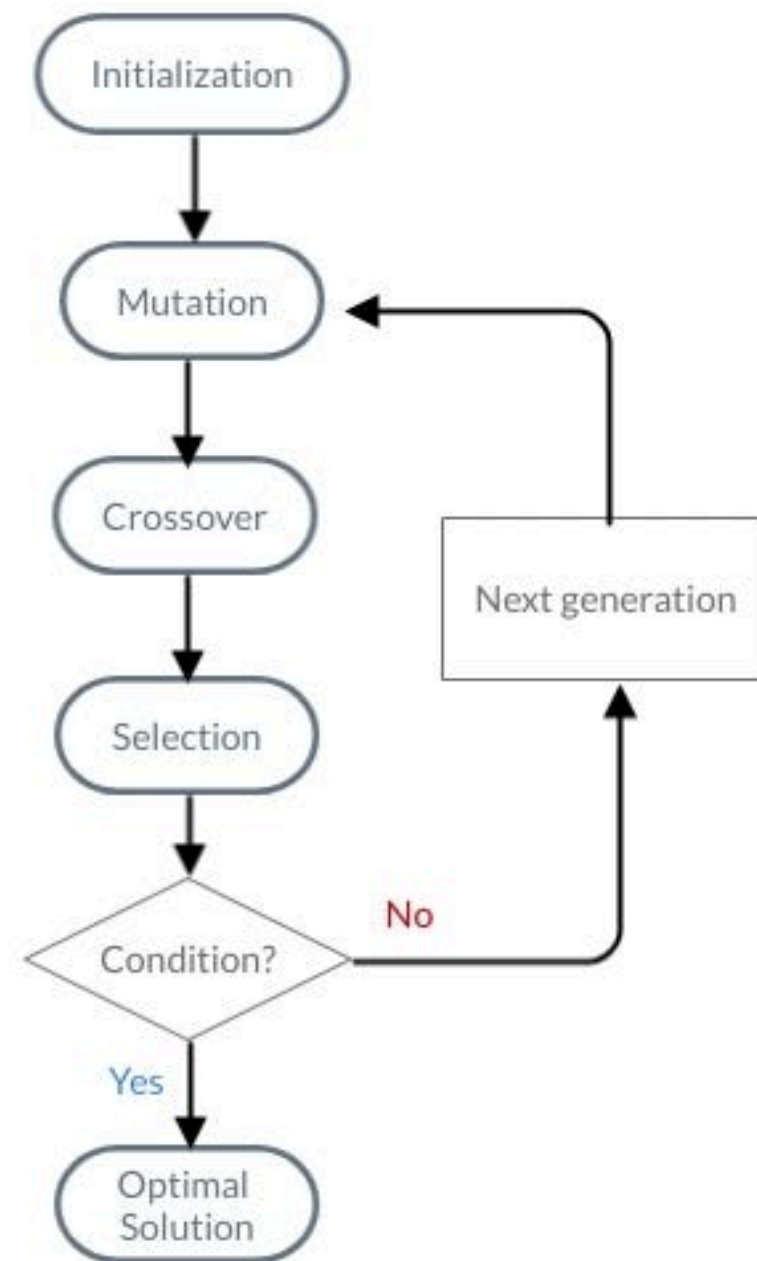 Initialization
Mutation
Crossover
Next generation
Selection
No
Condition?
Yes
Optimal
Solution